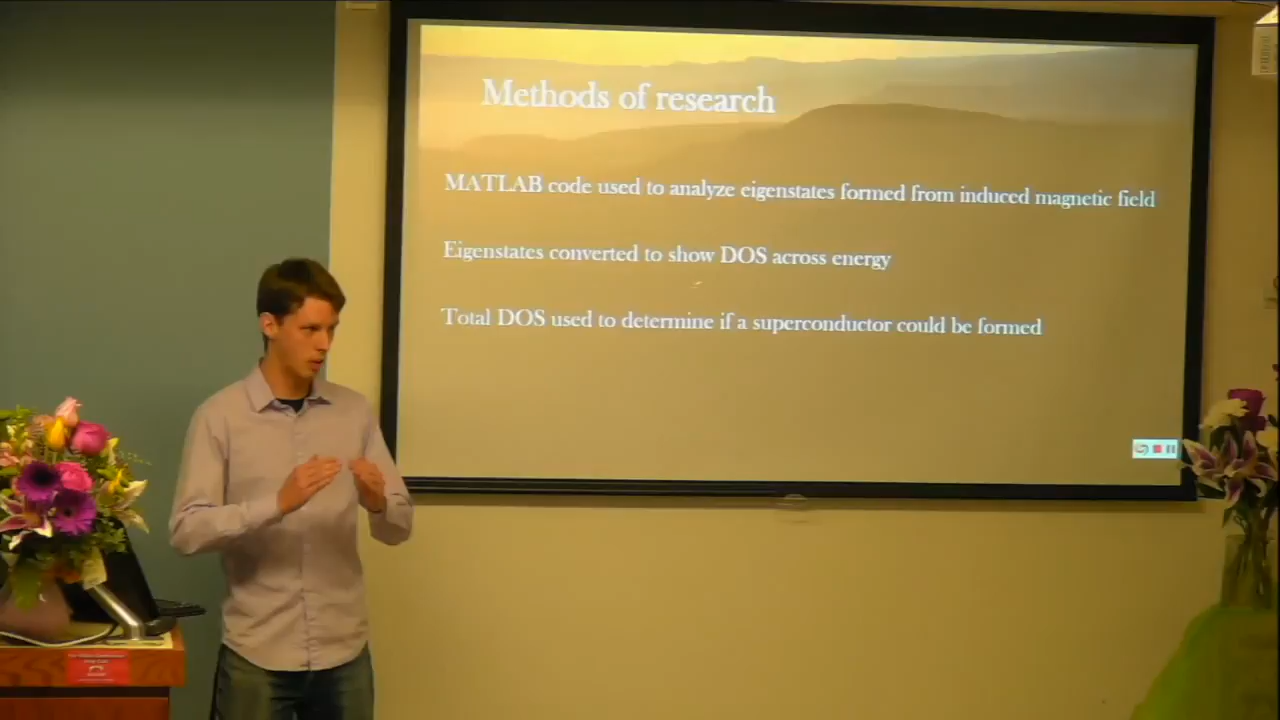 Methods of research
MATLAB code used to analyze eigenstates formed from induced magnetic field
Eigenstates converted to show DOS across energy
Total DOS used to determine if a superconductor could be formed